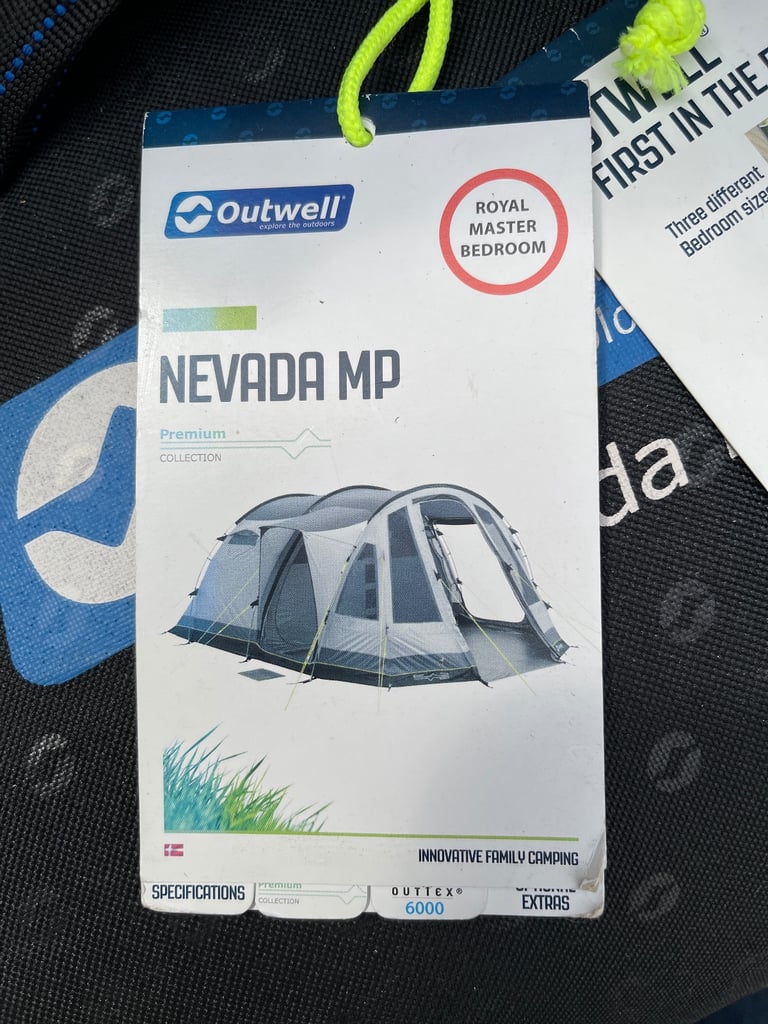 Outwell®
explore the outdoors
ROYAL
MASTER
BEDROOM
NEVADA MP
Premium
COLLECTION
INNOVATIVE FAMILY CAMPING
SPECIFICATIONS
Premium
COLLECTION
OUTTEX®
6000
OPTIONAL
EXTRAS
FIRST IN THE
Three different
Bedroom
da